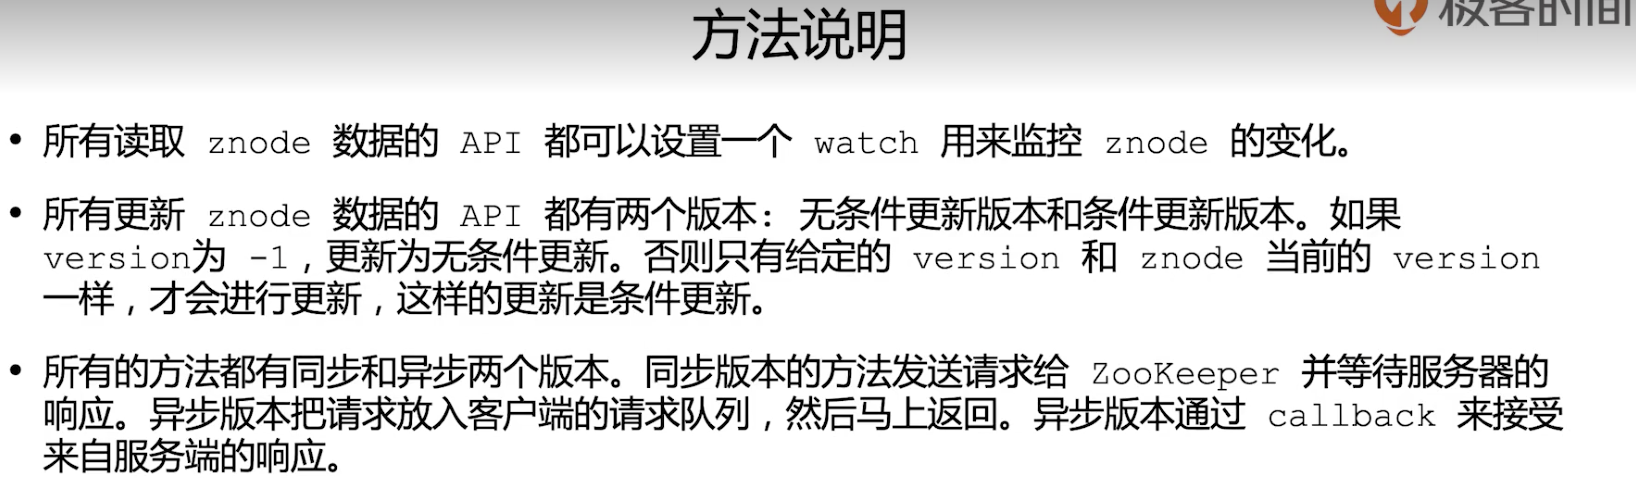 极客时间
方法说明
• 所有读取 znode 数据的 API 都可以设置一个 watch 用来监控 znode 的变化。
• 所有更新 znode 数据的 API 都有两个版本: 无条件更新版本和条件更新版本。如果
version为 -1，更新为无条件更新。否则只有给定的 version 和 znode 当前的 version
一样，才会进行更新，这样的更新是条件更新。
• 所有的方法都有同步和异步两个版本。同步版本的方法发送请求给 ZooKeeper 并等待服务器的
响应。异步版本把请求放入客户端的请求队列，然后马上返回。异步版本通过 callback 来接受
来自服务端的响应。